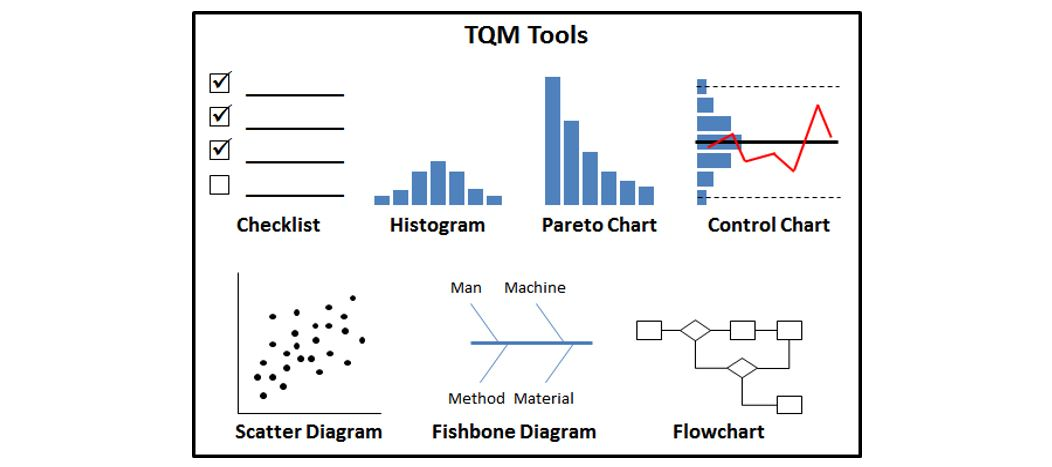 TQM Tools
Checklist
Histogram
Pareto Chart
Control Chart
Man Machine
Method Material
Scatter Diagram
Fishbone Diagram
Flowchart